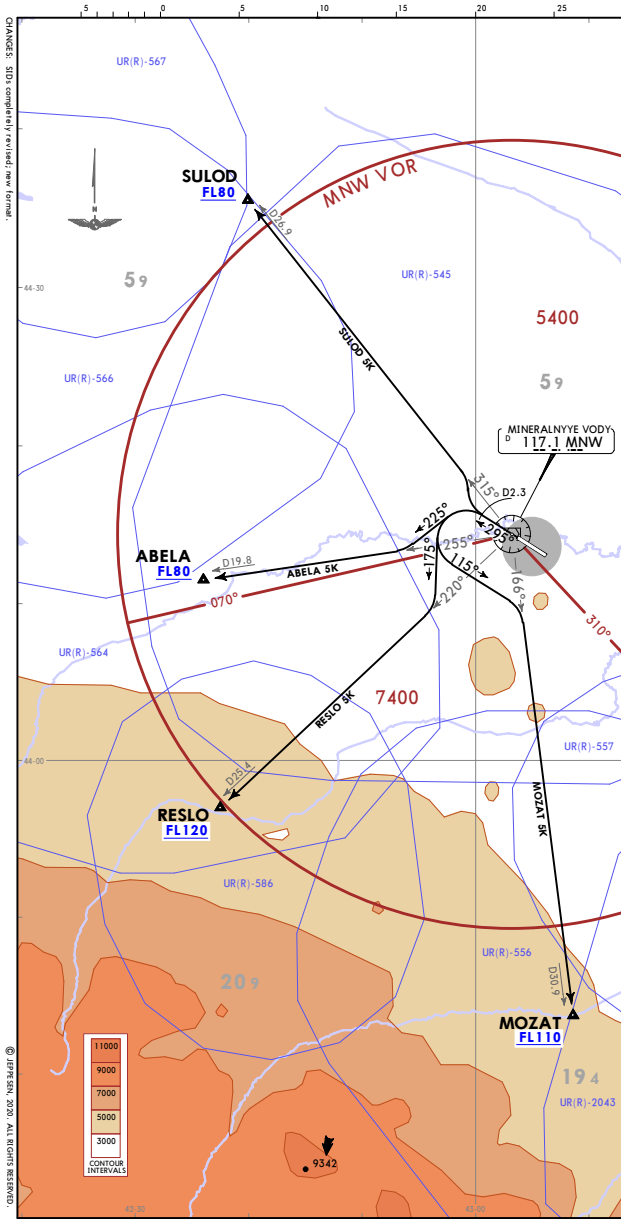 5
0
5
10
15
20
25
CHANGES: SIDs completely revised; new format.
UR(R)-567
N
SULOD
FL80
D26.9
MNW VOR
59
UR(R)-545
44-30
5400
SULOD 5K
UR(R)-566
59
MINERALNYYE VODY
D 117.1 MNW
315°
D2.3
225°
295°
255°
175°
115°
166°
220°
ABELA
FL80
D19.8
ABELA 5K
070°
310°
UR(R)-564
7400
RESLO 5K
UR(R)-557
44-00
D25.4
MOZAT 5K
RESLO
FL120
UR(R)-586
UR(R)-556
209
D30.9
MOZAT
FL110
194
UR(R)-2043
11000
9000
7000
5000
3000
CONTOUR
INTERVALS
9342
43-30
43-00
© JEPPESEN, 2020. ALL RIGHTS RESERVED.